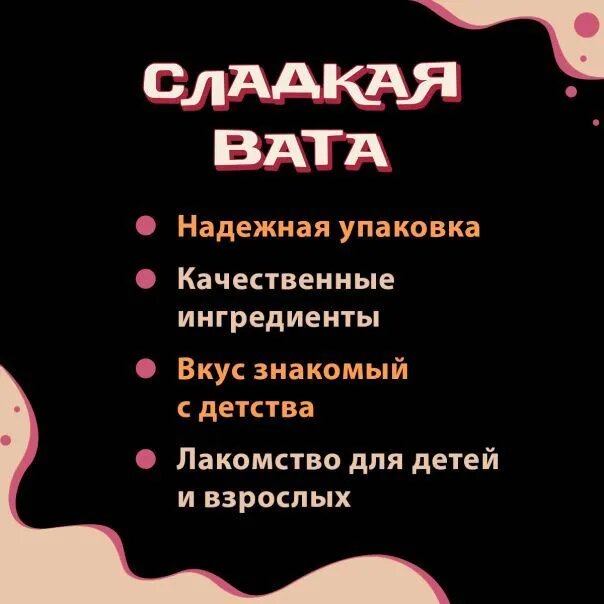 СЛАДКАЯ
ВАТА
Надежная упаковка
Качественные
ингредиенты
Вкус знакомый
с детства
Лакомство для детей
и взрослых